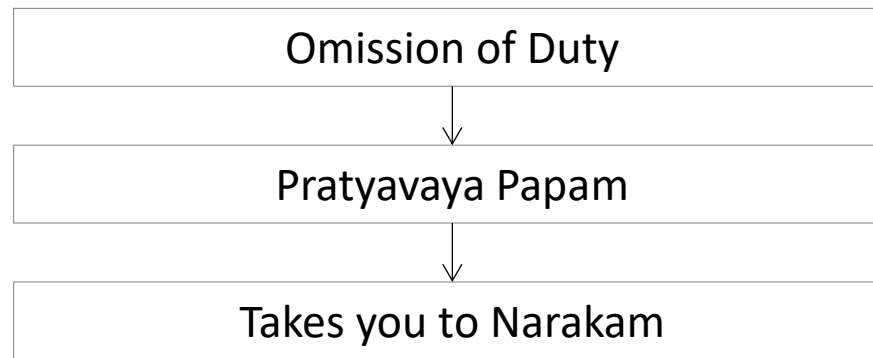 Omission of Duty
Pratyavaya Papam
Takes you to Narakam